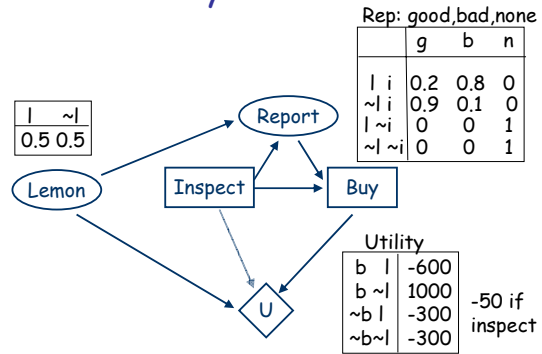 Rep: good,bad,none
g b n
l i 0.2 0.8 0
~l i 0.9 0.1 0
l ~i 0 0 1
~l ~i 0 0 1
l ~l
0.5 0.5
Report
Lemon
Inspect
Buy
U
Utility
b l -600
b ~l 1000
~b l -300
~b~l -300
-50 if
inspect